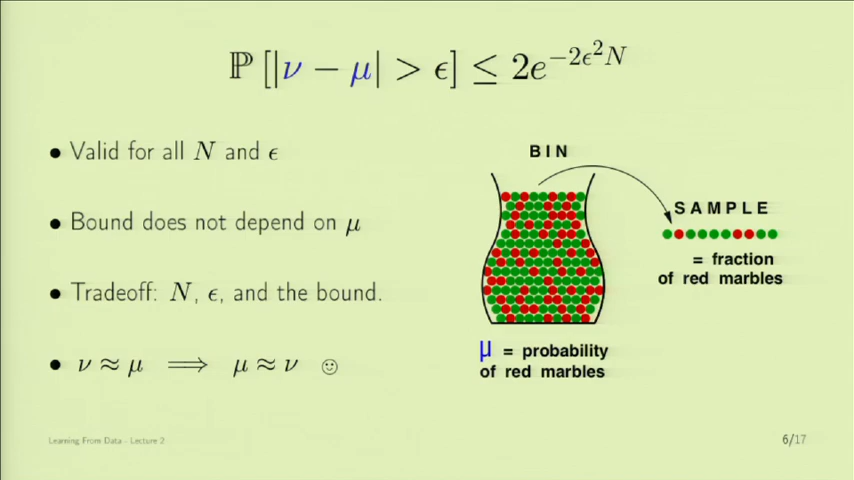 ℙ [|ν − μ| > ϵ] ≤ 2e^{−2ϵ²N}
• Valid for all N and ϵ
• Bound does not depend on μ
• Tradeoff: N, ϵ, and the bound.
• ν ≈ μ ⟹ μ ≈ ν ☺
BIN
SAMPLE
= fraction
of red marbles
μ = probability
of red marbles
Learning From Data - Lecture 2
6/17